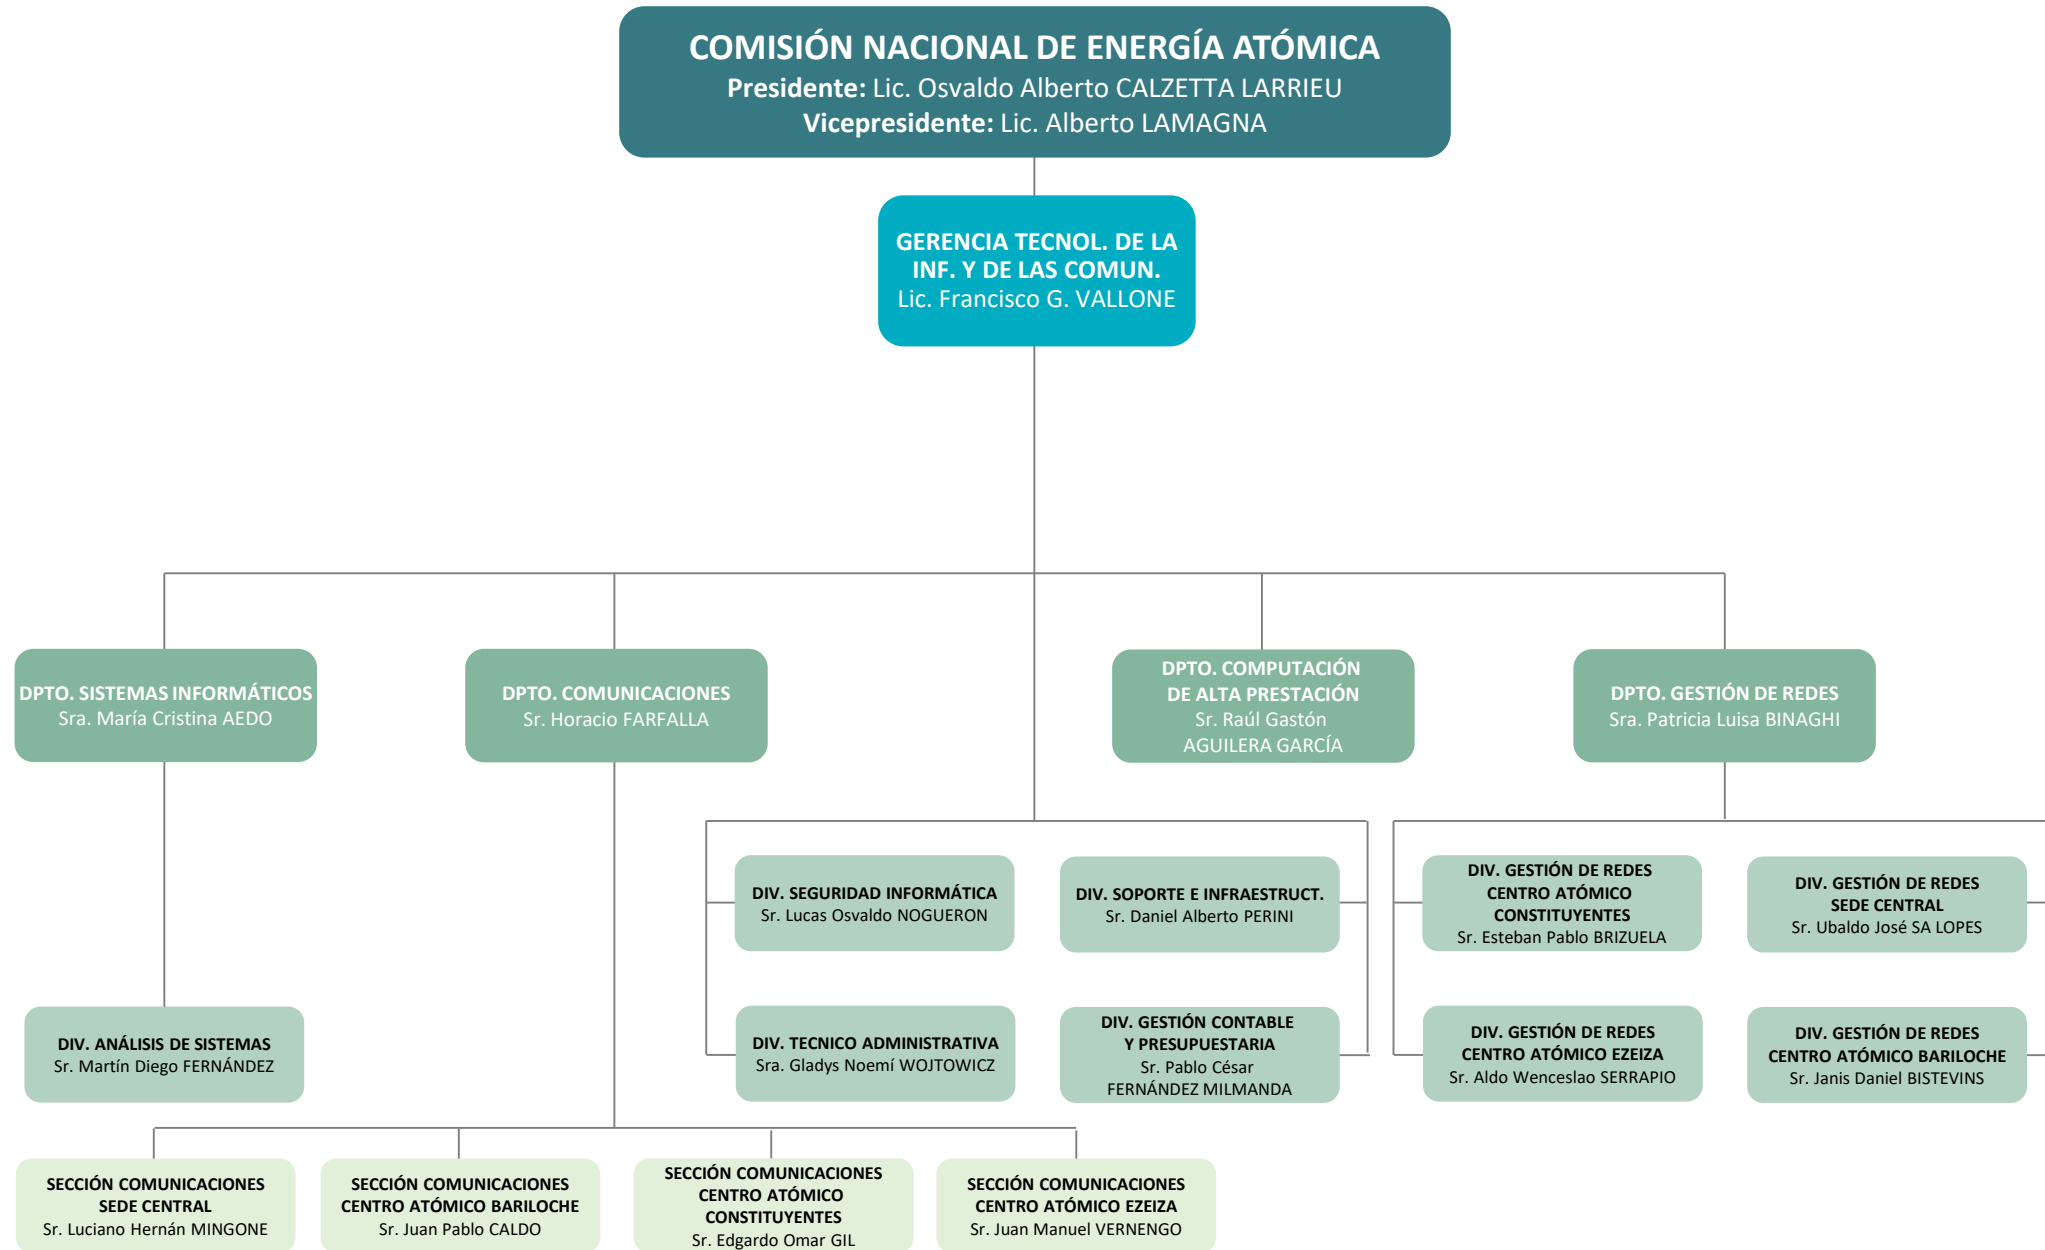 COMISIÓN NACIONAL DE ENERGÍA ATÓMICA
Presidente: Lic. Osvaldo Alberto CALZETTA LARRIEU
Vicepresidente: Lic. Alberto LAMAGNA
GERENCIA TECNOL. DE LA
INF. Y DE LAS COMUN.
Lic. Francisco G. VALLONE
DPTO. SISTEMAS INFORMÁTICOS
Sra. María Cristina AEDO
DPTO. COMUNICACIONES
Sr. Horacio FARFALLA
DPTO. COMPUTACIÓN
DE ALTA PRESTACIÓN
Sr. Raúl Gastón
AGUILERA GARCÍA
DPTO. GESTIÓN DE REDES
Sra. Patricia Luisa BINAGHI
DIV. SEGURIDAD INFORMÁTICA
Sr. Lucas Osvaldo NOGUERON
DIV. SOPORTE E INFRAESTRUCT.
Sr. Daniel Alberto PERINI
DIV. GESTIÓN DE REDES
CENTRO ATÓMICO
CONSTITUYENTES
Sr. Esteban Pablo BRIZUELA
DIV. GESTIÓN DE REDES
SEDE CENTRAL
Sr. Ubaldo José SA LOPES
DIV. ANÁLISIS DE SISTEMAS
Sr. Martín Diego FERNÁNDEZ
DIV. TECNICO ADMINISTRATIVA
Sra. Gladys Noemí WOJTOWICZ
DIV. GESTIÓN CONTABLE
Y PRESUPUESTARIA
Sr. Pablo César
FERNÁNDEZ MILMANDA
DIV. GESTIÓN DE REDES
CENTRO ATÓMICO EZEIZA
Sr. Aldo Wenceslao SERRAPIO
DIV. GESTIÓN DE REDES
CENTRO ATÓMICO BARILOCHE
Sr. Janis Daniel BISTEVINS
SECCIÓN COMUNICACIONES
SEDE CENTRAL
Sr. Luciano Hernán MINGONE
SECCIÓN COMUNICACIONES
CENTRO ATÓMICO BARILOCHE
Sr. Juan Pablo CALDO
SECCIÓN COMUNICACIONES
CENTRO ATÓMICO
CONSTITUYENTES
Sr. Edgardo Omar GIL
SECCIÓN COMUNICACIONES
CENTRO ATÓMICO EZEIZA
Sr. Juan Manuel VERNENGO